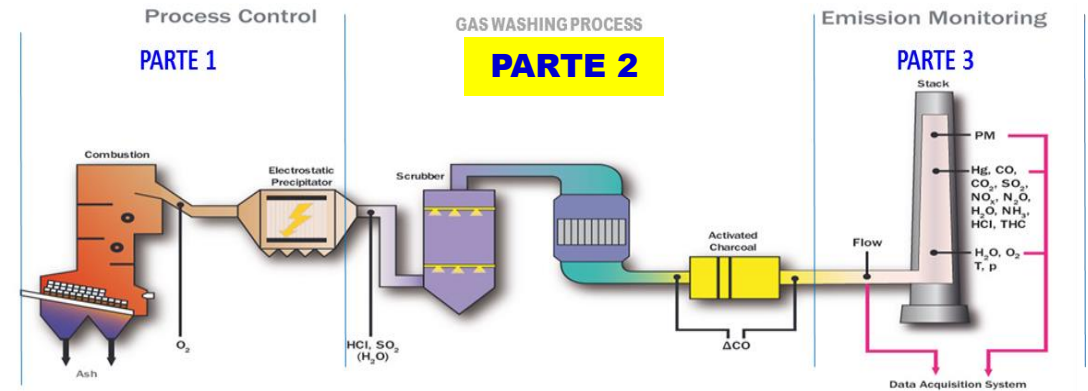 Process Control
GAS WASHING PROCESS
Emission Monitoring
PARTE 1
PARTE 2
PARTE 3
Stack
Combustion
Electrostatic
Precipitator
Scrubber
Activated
Charcoal
Flow
PM
Hg, CO,
CO₂, SO₂,
NOₓ, N₂O,
H₂O, NH₃,
HCl, THC
H₂O, O₂
T, p
O₂
HCl, SO₂
(H₂O)
ΔCO
Ash
Data Acquisition System